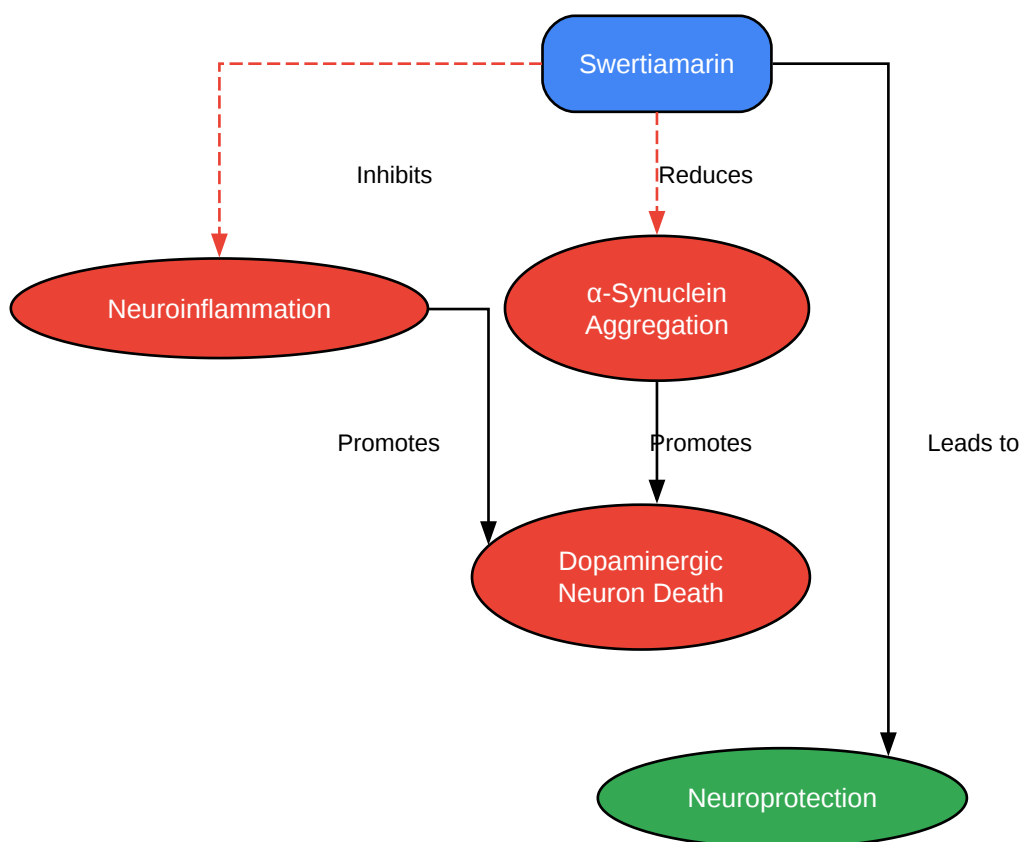 Swertiamarin
Inhibits
Reduces
Neuroinflammation
α-Synuclein
Aggregation
Promotes
Promotes
Leads to
Dopaminergic
Neuron Death
Neuroprotection